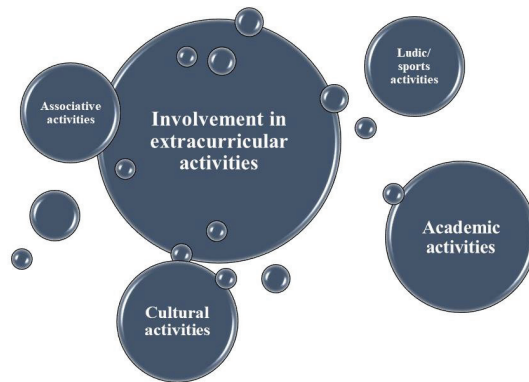 Ludic/
sports
activities
Associative
activities
Involvement in
extracurricular
activities
Academic
activities
Cultural
activities